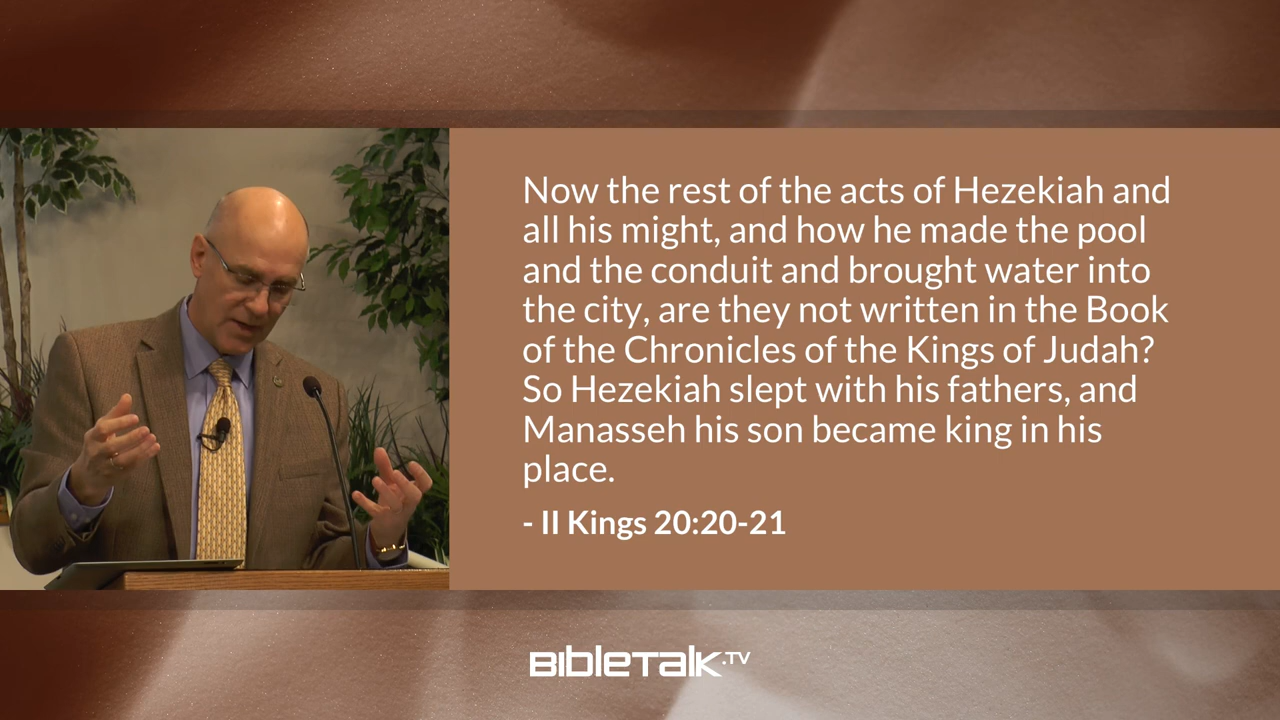 Now the rest of the acts of Hezekiah and
all his might, and how he made the pool
and the conduit and brought water into
the city, are they not written in the Book
of the Chronicles of the Kings of Judah?
So Hezekiah slept with his fathers, and
Manasseh his son became king in his
place.
- II Kings 20:20-21
BIBLETALK.TV